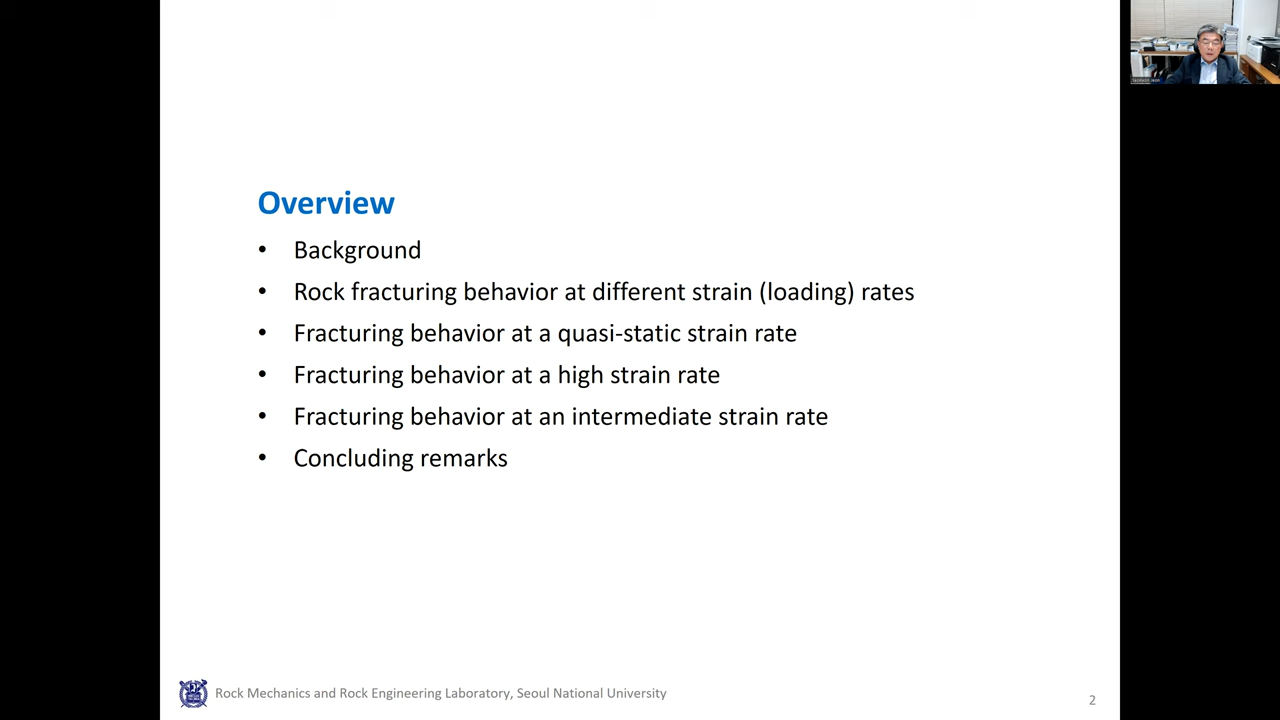 Overview
• Background
• Rock fracturing behavior at different strain (loading) rates
• Fracturing behavior at a quasi-static strain rate
• Fracturing behavior at a high strain rate
• Fracturing behavior at an intermediate strain rate
• Concluding remarks
Rock Mechanics and Rock Engineering Laboratory, Seoul National University
2